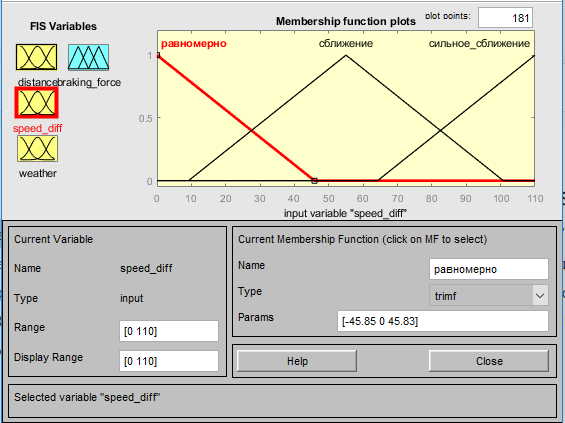 FIS Variables
distance
braking_force
speed_diff
weather
Membership function plots
plot points:
181
равномерно
сближение
сильное_сближение
1
0.5
0
0 10 20 30 40 50 60 70 80 90 100 110
input variable "speed_diff"
Current Variable
Name speed_diff
Type input
Range [0 110]
Display Range [0 110]
Current Membership Function (click on MF to select)
Name равномерно
Type trimf
Params [-45.85 0 45.83]
Help Close
Selected variable "speed_diff"